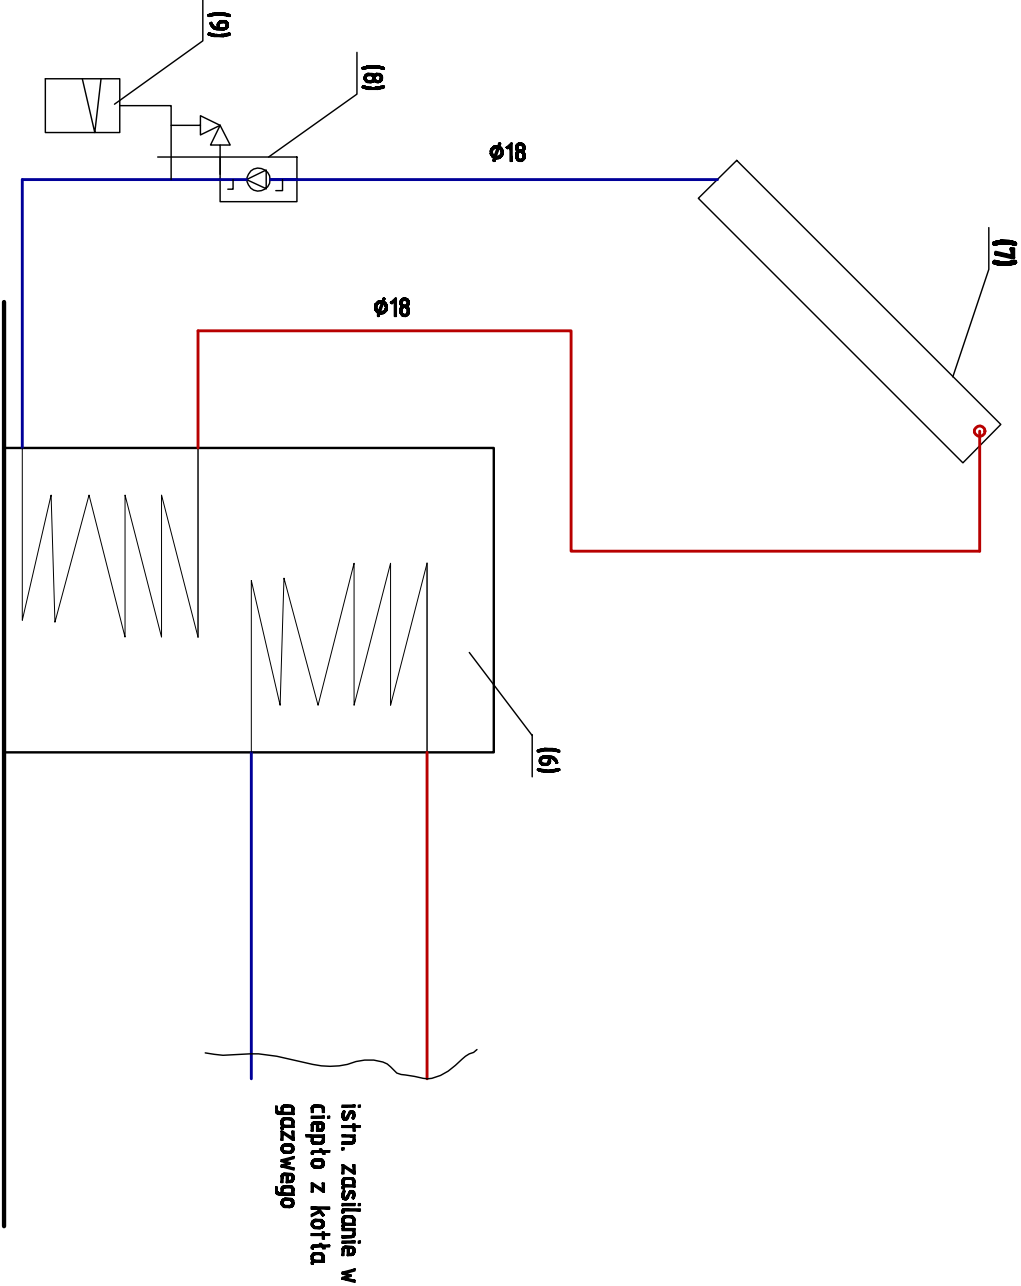 (9)
(8)
ϕ18
(7)
ϕ18
(6)
istn. zasilanie w
ciepło z kotła
gazowego